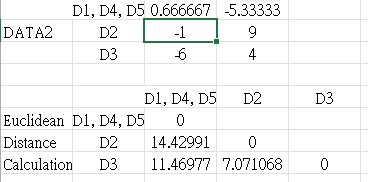 D1, D4, D5 0.666667 -5.33333
DATA2 D2 -1 9
D3 -6 4
D1, D4, D5 D2 D3
Euclidean D1, D4, D5 0
Distance D2 14.42991 0
Calculation D3 11.46977 7.071068 0